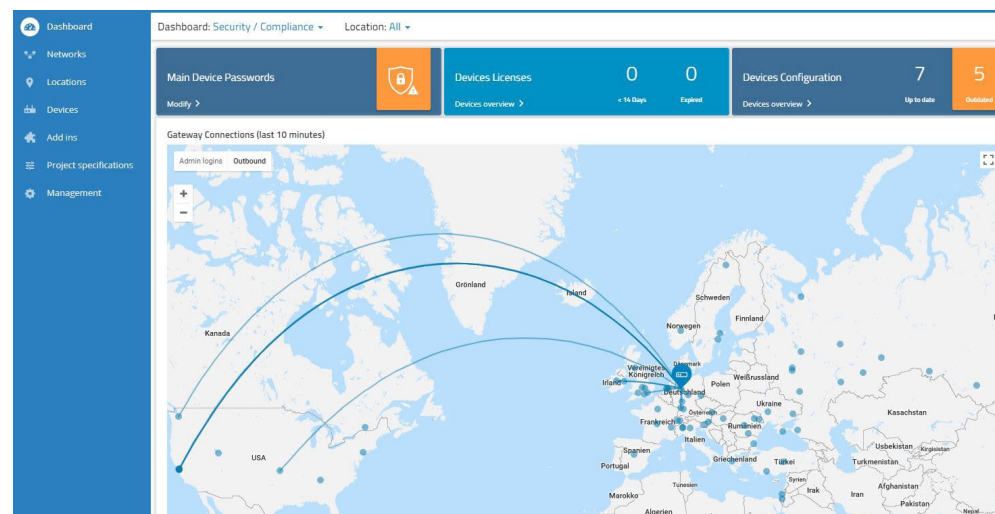 Dashboard
Networks
Locations
Devices
Add ins
Project specifications
Management
Dashboard: Security / Compliance Location: All
Main Device Passwords
Modify >
Devices Licenses
Devices overview >
0
< 14 Days
0
Expired
Devices Configuration
Devices overview >
7
Up to date
5
Outdated
Gateway Connections (last 10 minutes)
Admin logins Outbound
+
−
Grönland
Island
Schweden
Finnland
Norwegen
Kanada
Dänemark
Vereinigtes
Königreich
Irland
Deutschland
Polen
Weißrussland
Ukraine
Kasachstan
Österreich
Frankreich
Rumänien
Italien
USA
Spanien
Portugal
Griechenland
Türkei
Usbekistan
Kirgisistan
Turkmenistan
Tunesien
Syrien
Marokko
Irak
Iran
Afghanistan
Pakistan
Algerien
Nepal